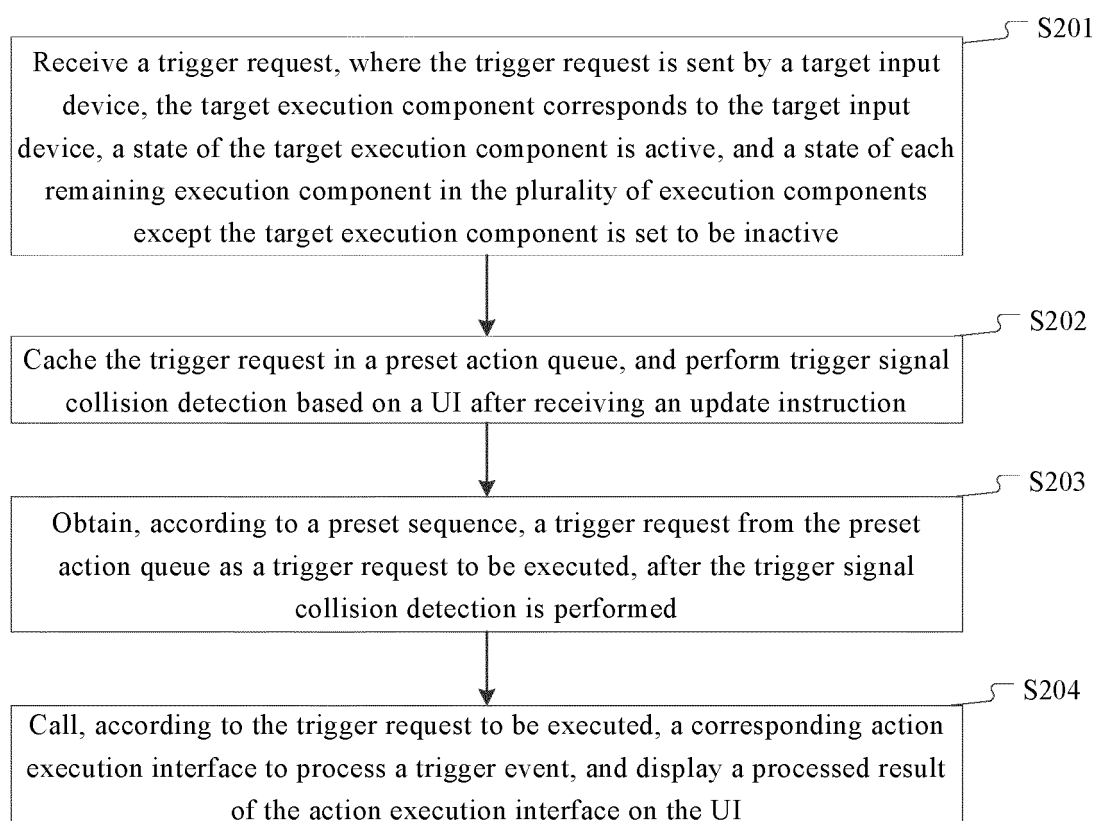 S201
Receive a trigger request, where the trigger request is sent by a target input
device, the target execution component corresponds to the target input
device, a state of the target execution component is active, and a state of each
remaining execution component in the plurality of execution components
except the target execution component is set to be inactive
S202
Cache the trigger request in a preset action queue, and perform trigger signal
collision detection based on a UI after receiving an update instruction
S203
Obtain, according to a preset sequence, a trigger request from the preset
action queue as a trigger request to be executed, after the trigger signal
collision detection is performed
S204
Call, according to the trigger request to be executed, a corresponding action
execution interface to process a trigger event, and display a processed result
of the action execution interface on the UI